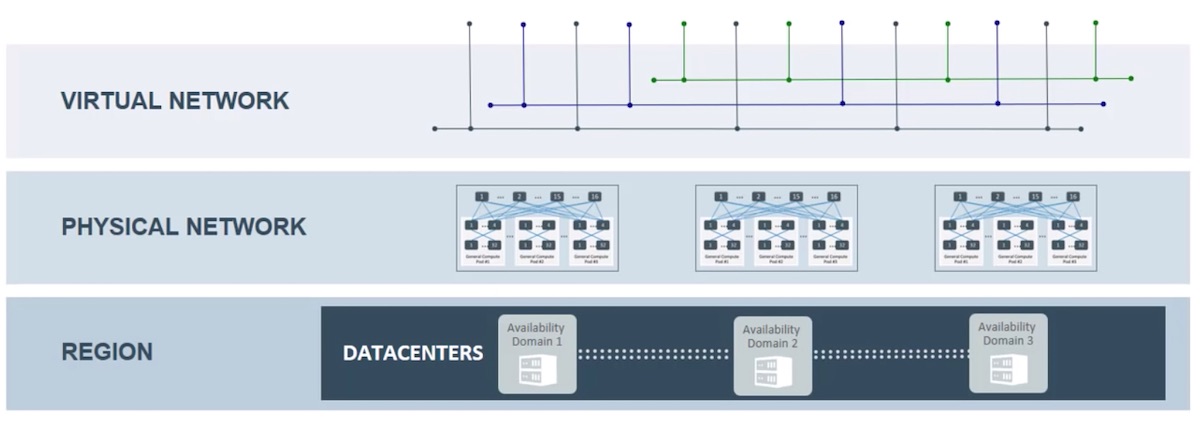 VIRTUAL NETWORK
PHYSICAL NETWORK
1 ... 2 ... 15 ... 16
1 ... 4 1 ... 4 1 ... 4
1 ... 32 1 ... 32 1 ... 32
General Compute Pod #1
General Compute Pod #2
General Compute Pod #3
1 ... 2 ... 15 ... 16
1 ... 4 1 ... 4 1 ... 4
1 ... 32 1 ... 32 1 ... 32
General Compute Pod #1
General Compute Pod #2
General Compute Pod #3
1 ... 2 ... 15 ... 16
1 ... 4 1 ... 4 1 ... 4
1 ... 32 1 ... 32 1 ... 32
General Compute Pod #1
General Compute Pod #2
General Compute Pod #3
REGION
DATACENTERS
Availability
Domain 1
Availability
Domain 2
Availability
Domain 3